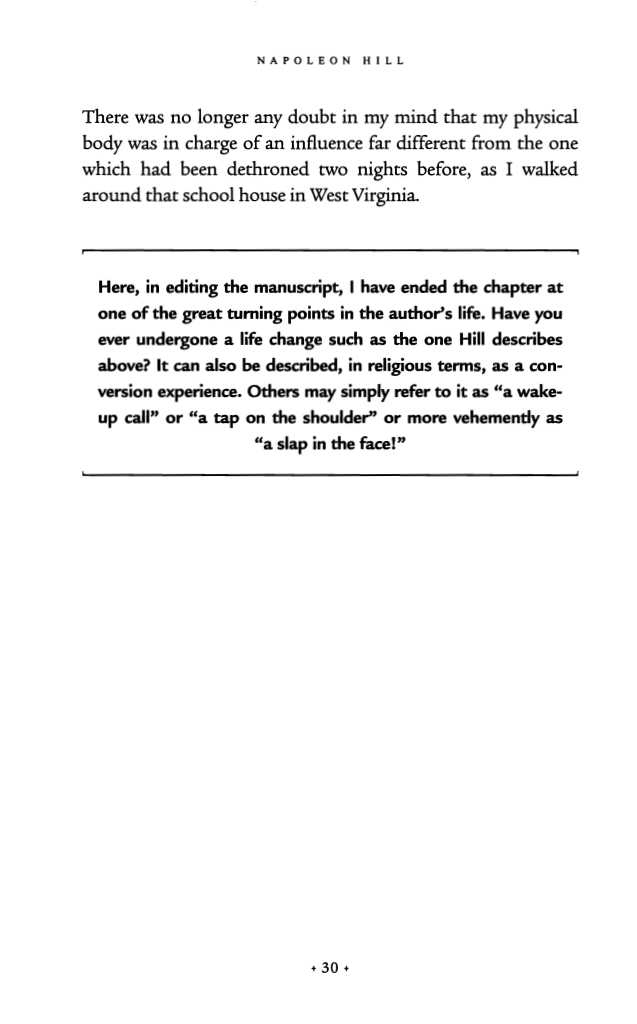 NAPOLEON HILL
There was no longer any doubt in my mind that my physical
body was in charge of an influence far different from the one
which had been dethroned two nights before, as I walked
around that school house in West Virginia.
Here, in editing the manuscript, I have ended the chapter at
one of the great turning points in the author's life. Have you
ever undergone a life change such as the one Hill describes
above? It can also be described, in religious terms, as a con-
version experience. Others may simply refer to it as “a wake-
up call” or “a tap on the shoulder” or more vehemently as
“a slap in the face!”
+ 30 +